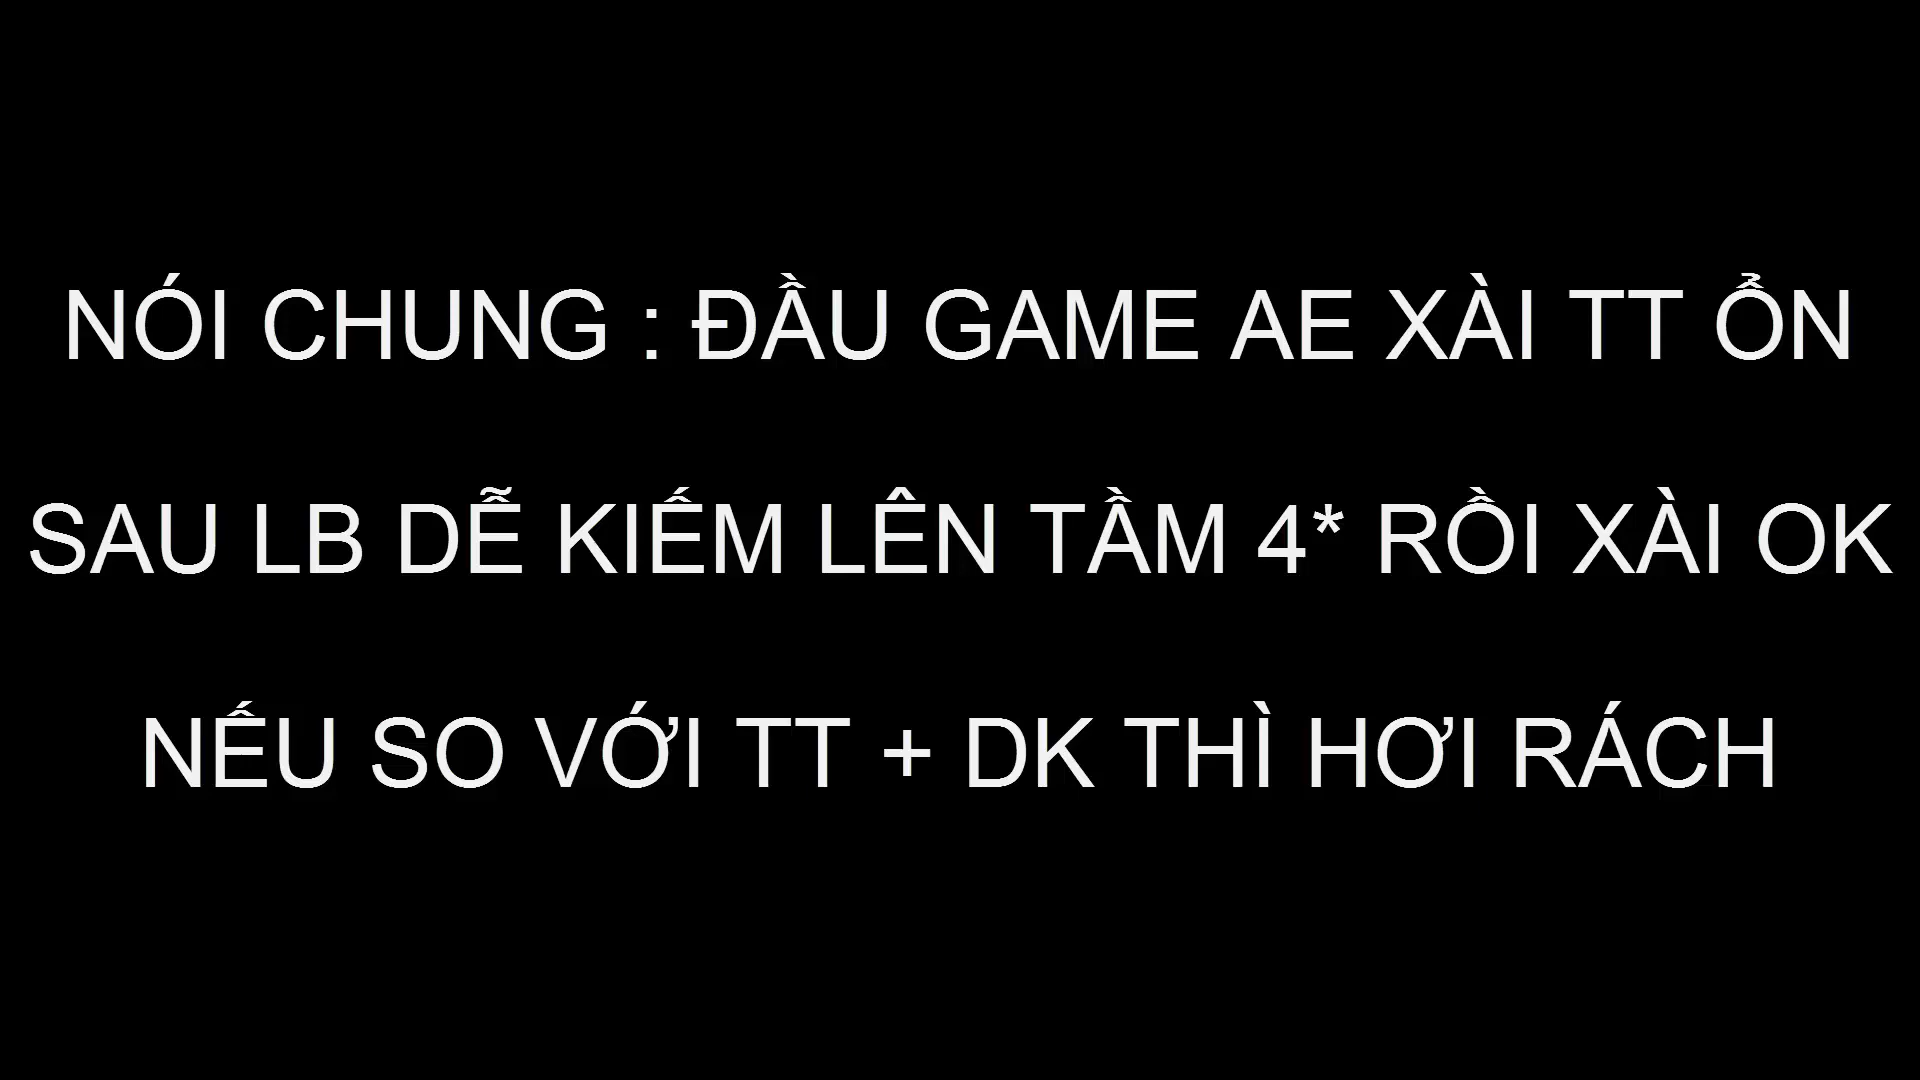 NÓI CHUNG : ĐẦU GAME AE XÀI TT ỔN
SAU LB DỄ KIẾM LÊN TẦM 4* RỒI XÀI OK
NẾU SO VỚI TT + DK THÌ HƠI RÁCH